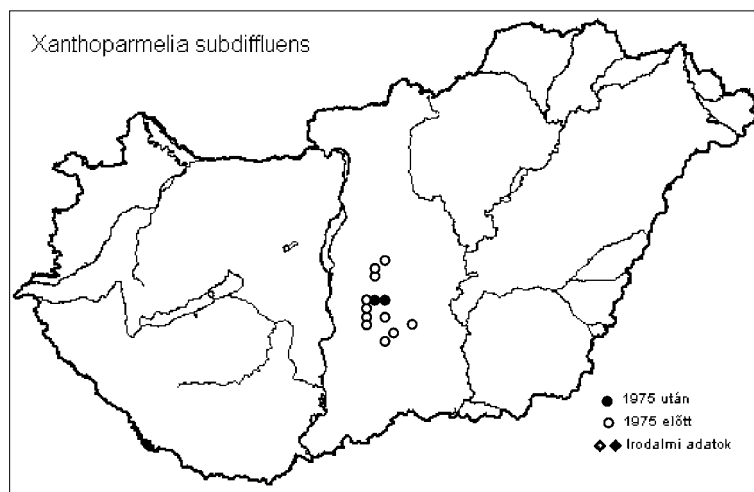 Xanthoparmelia subdiffluens
1975 után
1975 előtt
Irodalmi adatok